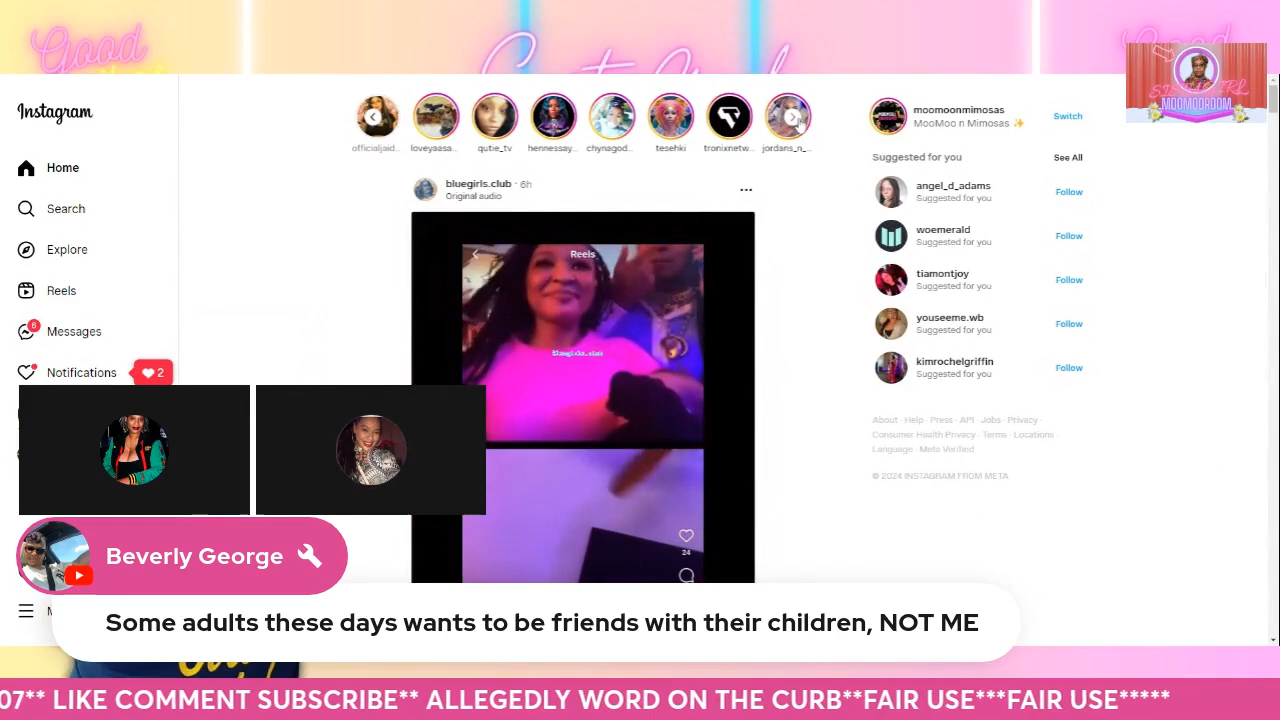 Good
Good
Instagram
Home
Search
Explore
Reels
Messages
6
Notifications
2
officialjaid...
loveyaasa...
qutie_tv
hennessay...
chynagod...
tesehki
tronixnetw...
jordans_n_...
bluegirls.club · 6h
Original audio
Reels
bluegirls.club
24
moomoonmimosas
MooMoo n Mimosas ✨
Switch
Suggested for you
See All
angel_d_adams
Suggested for you
Follow
woemerald
Suggested for you
Follow
tiamontjoy
Suggested for you
Follow
youseeme.wb
Suggested for you
Follow
kimrochelgriffin
Suggested for you
Follow
About · Help · Press · API · Jobs · Privacy ·
Consumer Health Privacy · Terms · Locations ·
Language · Meta Verified
© 2024 INSTAGRAM FROM META
MOOMOOROOM
Beverly George
Some adults these days wants to be friends with their children, NOT ME
07** LIKE COMMENT SUBSCRIBE** ALLEGEDLY WORD ON THE CURB**FAIR USE***FAIR USE*****